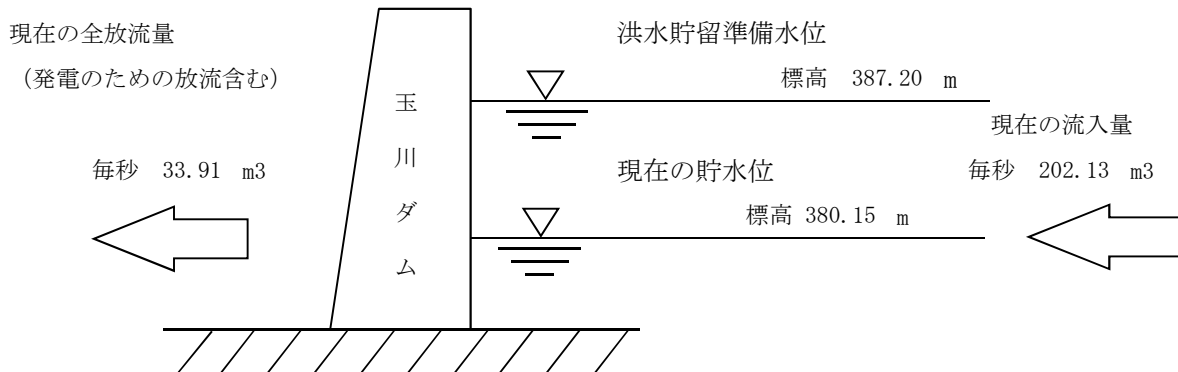 現在の全放流量
(発電のための放流含む)
毎秒 33.91 m3
玉川ダム
洪水貯留準備水位
標高 387.20 m
現在の貯水位
標高 380.15 m
現在の流入量
毎秒 202.13 m3